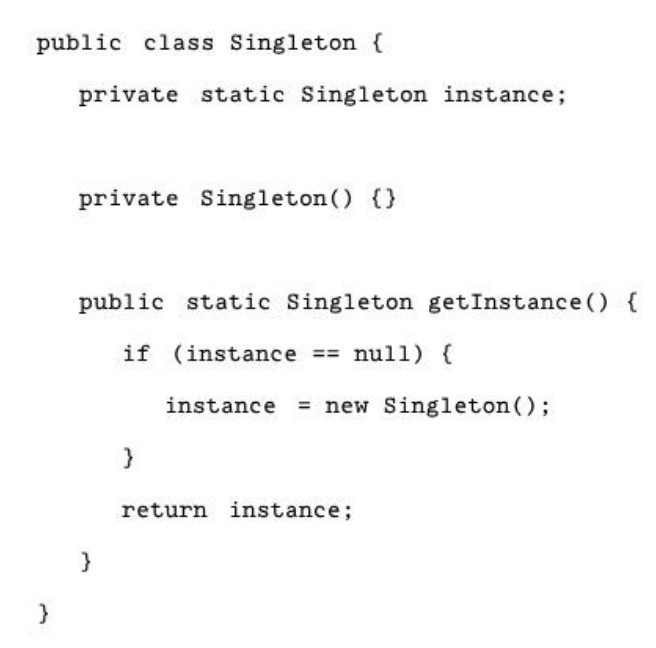 public class Singleton {
private static Singleton instance;
private Singleton() {}
public static Singleton getInstance() {
if (instance == null) {
instance = new Singleton();
}
return instance;
}
}